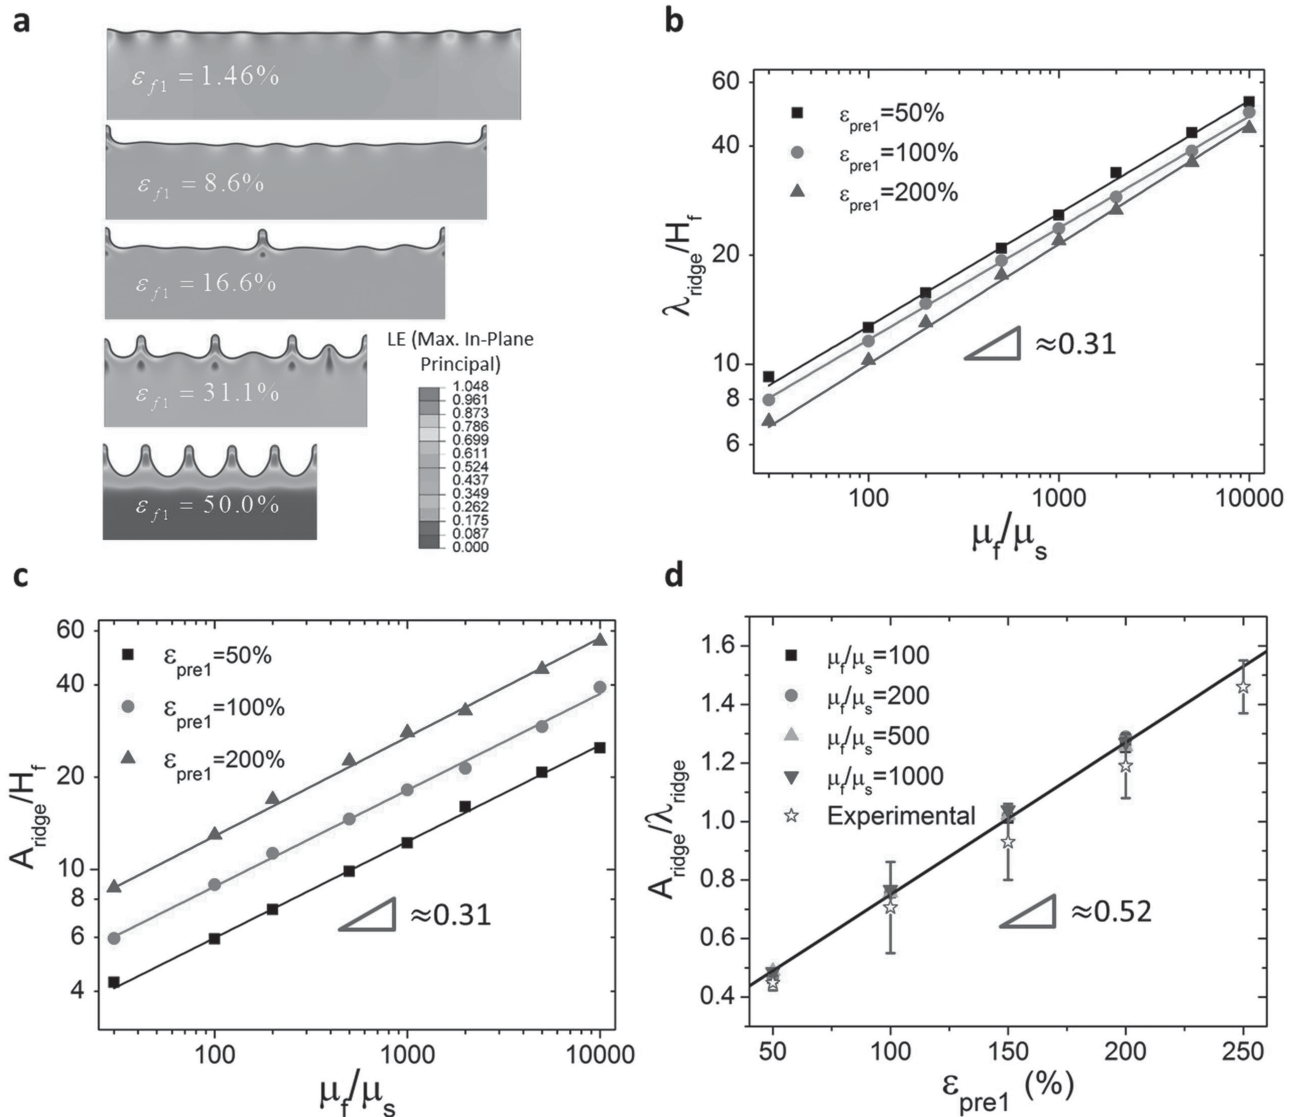 a
ε_f1 = 1.46%
ε_f1 = 8.6%
ε_f1 = 16.6%
ε_f1 = 31.1%
ε_f1 = 50.0%
LE (Max. In-Plane
Principal)
1.048
0.961
0.873
0.786
0.699
0.611
0.524
0.437
0.349
0.262
0.175
0.087
0.000
b
λ_ridge/H_f
60
40
20
10
8
6
ε_pre1=50%
ε_pre1=100%
ε_pre1=200%
≈0.31
100
1000
10000
μ_f/μ_s
c
A_ridge/H_f
60
40
20
10
8
6
4
ε_pre1=50%
ε_pre1=100%
ε_pre1=200%
≈0.31
100
1000
10000
μ_f/μ_s
d
A_ridge/λ_ridge
1.6
1.4
1.2
1.0
0.8
0.6
0.4
μ_f/μ_s=100
μ_f/μ_s=200
μ_f/μ_s=500
μ_f/μ_s=1000
Experimental
≈0.52
50
100
150
200
250
ε_pre1 (%)